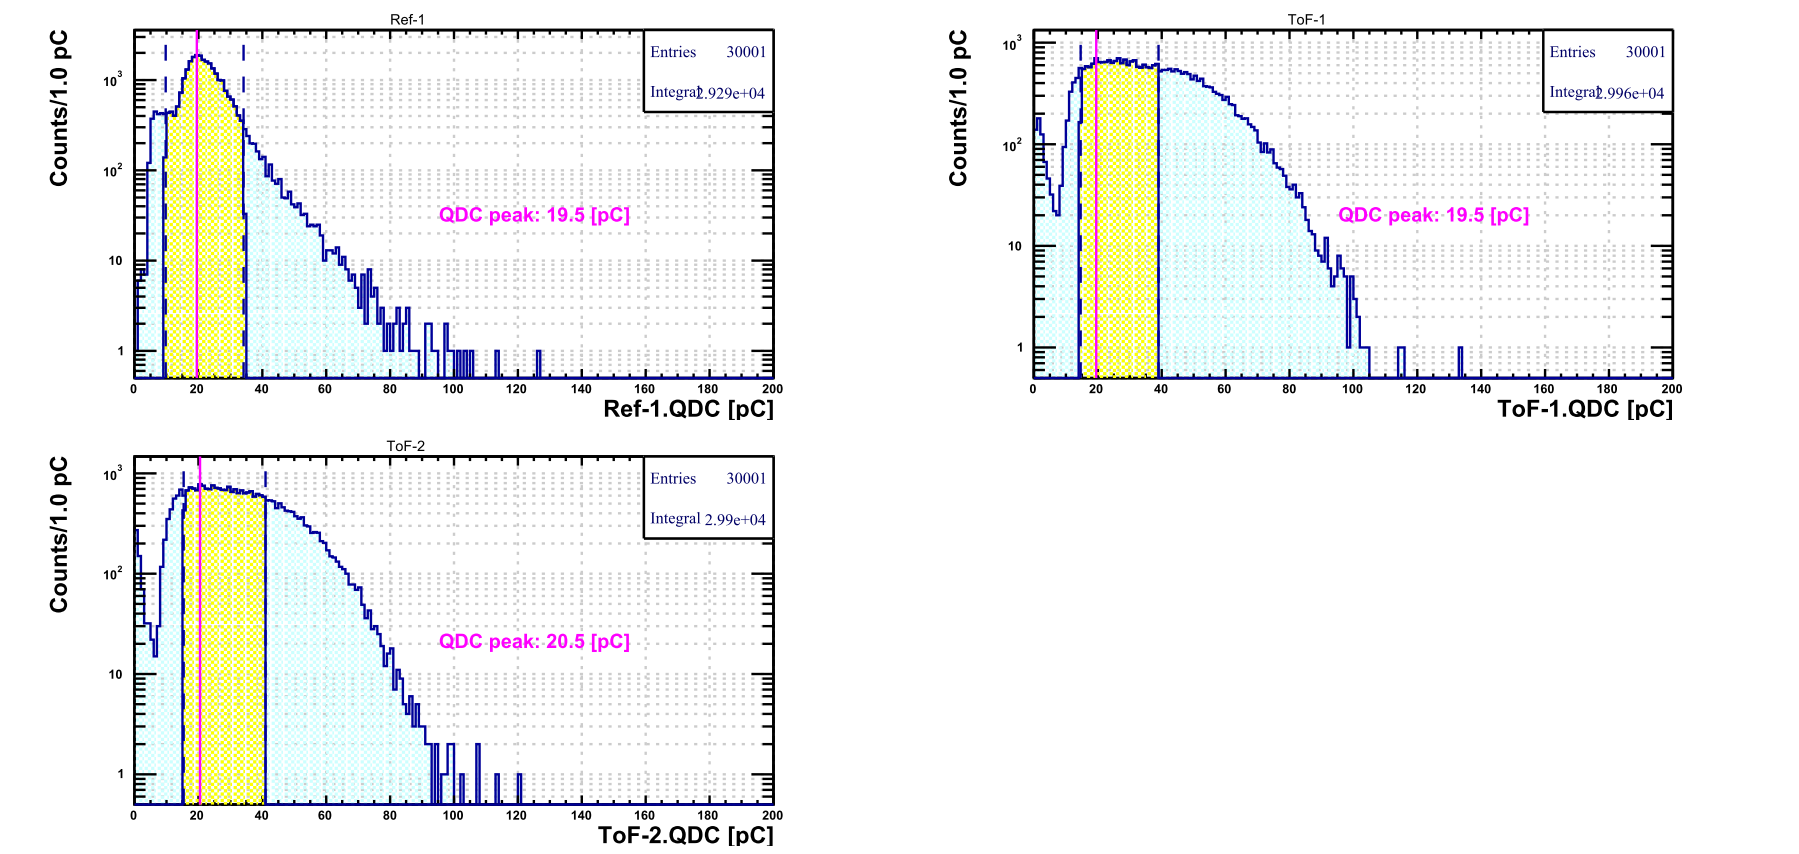 Ref-1
Counts/1.0 pC
Entries 30001
Integral 2.929e+04
10³
10²
10
1
QDC peak: 19.5 [pC]
0 20 40 60 80 100 120 140 160 180 200
Ref-1.QDC [pC]
ToF-1
Counts/1.0 pC
Entries 30001
Integral 2.996e+04
10³
10²
10
1
QDC peak: 19.5 [pC]
0 20 40 60 80 100 120 140 160 180 200
ToF-1.QDC [pC]
ToF-2
Counts/1.0 pC
Entries 30001
Integral 2.99e+04
10³
10²
10
1
QDC peak: 20.5 [pC]
0 20 40 60 80 100 120 140 160 180 200
ToF-2.QDC [pC]